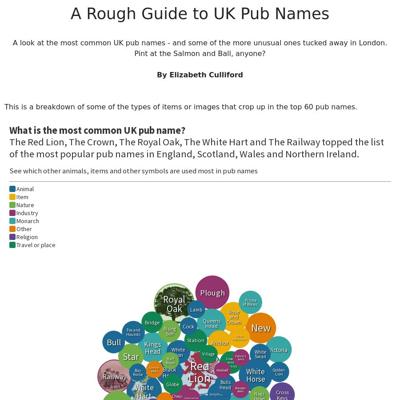 A Rough Guide to UK Pub Names
A look at the most common UK pub names - and some of the more unusual ones tucked away in London.
Pint at the Salmon and Ball, anyone?
By Elizabeth Culliford
This is a breakdown of some of the types of items or images that crop up in the top 60 pub names.
What is the most common UK pub name?
The Red Lion, The Crown, The Royal Oak, The White Hart and The Railway topped the list
of the most popular pub names in England, Scotland, Wales and Northern Ireland.
See which other animals, items and other symbols are used most in pub names
Animal
Item
Nature
Industry
Monarch
Other
Religion
Travel or place
Plough
Royal
Oak
Prince
of Wales
Lamb
Rose
and
Crown
Bridge
Queens
Head
Cock
New
Fox and
Hounds
Bull
Kings
Head
Station
Anchor
Victoria
White
Star
Village
White
Swan
Red
Lion
Railway
Black
Globe
White
Horse
Golden
Lion
White
Hart
Bulls
Head
Cross
Keys